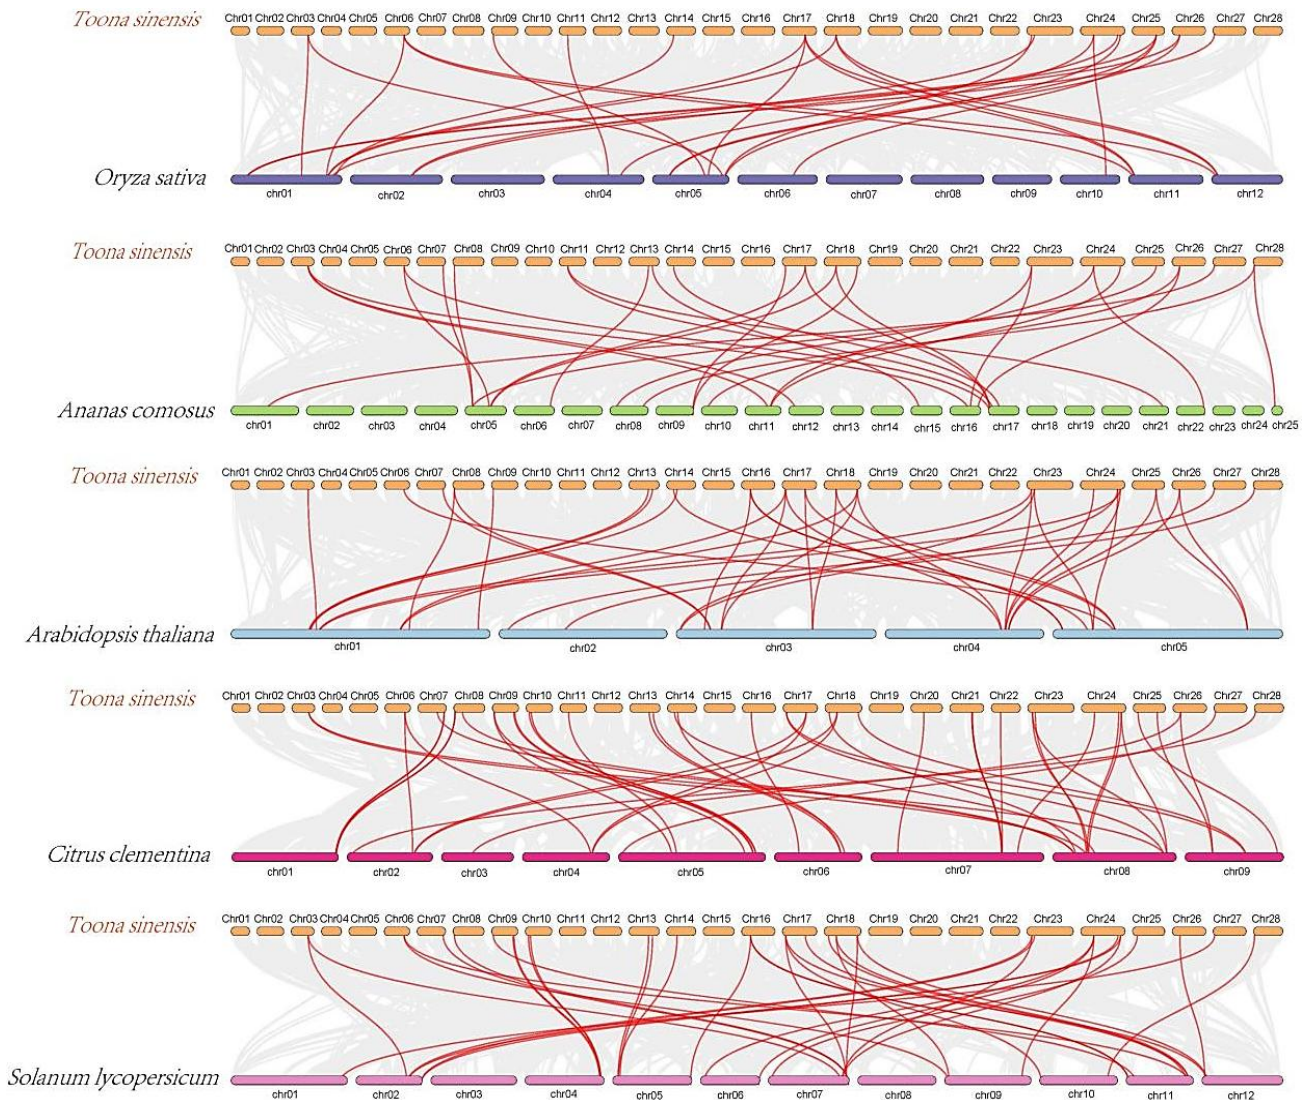 Toona sinensis Chr01 Chr02 Chr03 Chr04 Chr05 Chr06 Chr07 Chr08 Chr09 Chr10 Chr11 Chr12 Chr13 Chr14 Chr15 Chr16 Chr17 Chr18 Chr19 Chr20 Chr21 Chr22 Chr23 Chr24 Chr25 Chr26 Chr27 Chr28
Oryza sativa
chr01 chr02 chr03 chr04 chr05 chr06 chr07 chr08 chr09 chr10 chr11 chr12
Toona sinensis Chr01 Chr02 Chr03 Chr04 Chr05 Chr06 Chr07 Chr08 Chr09 Chr10 Chr11 Chr12 Chr13 Chr14 Chr15 Chr16 Chr17 Chr18 Chr19 Chr20 Chr21 Chr22 Chr23 Chr24 Chr25 Chr26 Chr27 Chr28
Ananas comosus
chr01 chr02 chr03 chr04 chr05 chr06 chr07 chr08 chr09 chr10 chr11 chr12 chr13 chr14 chr15 chr16 chr17 chr18 chr19 chr20 chr21 chr22 chr23 chr24 chr25
Toona sinensis Chr01 Chr02 Chr03 Chr04 Chr05 Chr06 Chr07 Chr08 Chr09 Chr10 Chr11 Chr12 Chr13 Chr14 Chr15 Chr16 Chr17 Chr18 Chr19 Chr20 Chr21 Chr22 Chr23 Chr24 Chr25 Chr26 Chr27 Chr28
Arabidopsis thaliana
chr01 chr02 chr03 chr04 chr05
Toona sinensis Chr01 Chr02 Chr03 Chr04 Chr05 Chr06 Chr07 Chr08 Chr09 Chr10 Chr11 Chr12 Chr13 Chr14 Chr15 Chr16 Chr17 Chr18 Chr19 Chr20 Chr21 Chr22 Chr23 Chr24 Chr25 Chr26 Chr27 Chr28
Citrus clementina
chr01 chr02 chr03 chr04 chr05 chr06 chr07 chr08 chr09
Toona sinensis Chr01 Chr02 Chr03 Chr04 Chr05 Chr06 Chr07 Chr08 Chr09 Chr10 Chr11 Chr12 Chr13 Chr14 Chr15 Chr16 Chr17 Chr18 Chr19 Chr20 Chr21 Chr22 Chr23 Chr24 Chr25 Chr26 Chr27 Chr28
Solanum lycopersicum
chr01 chr02 chr03 chr04 chr05 chr06 chr07 chr08 chr09 chr10 chr11 chr12